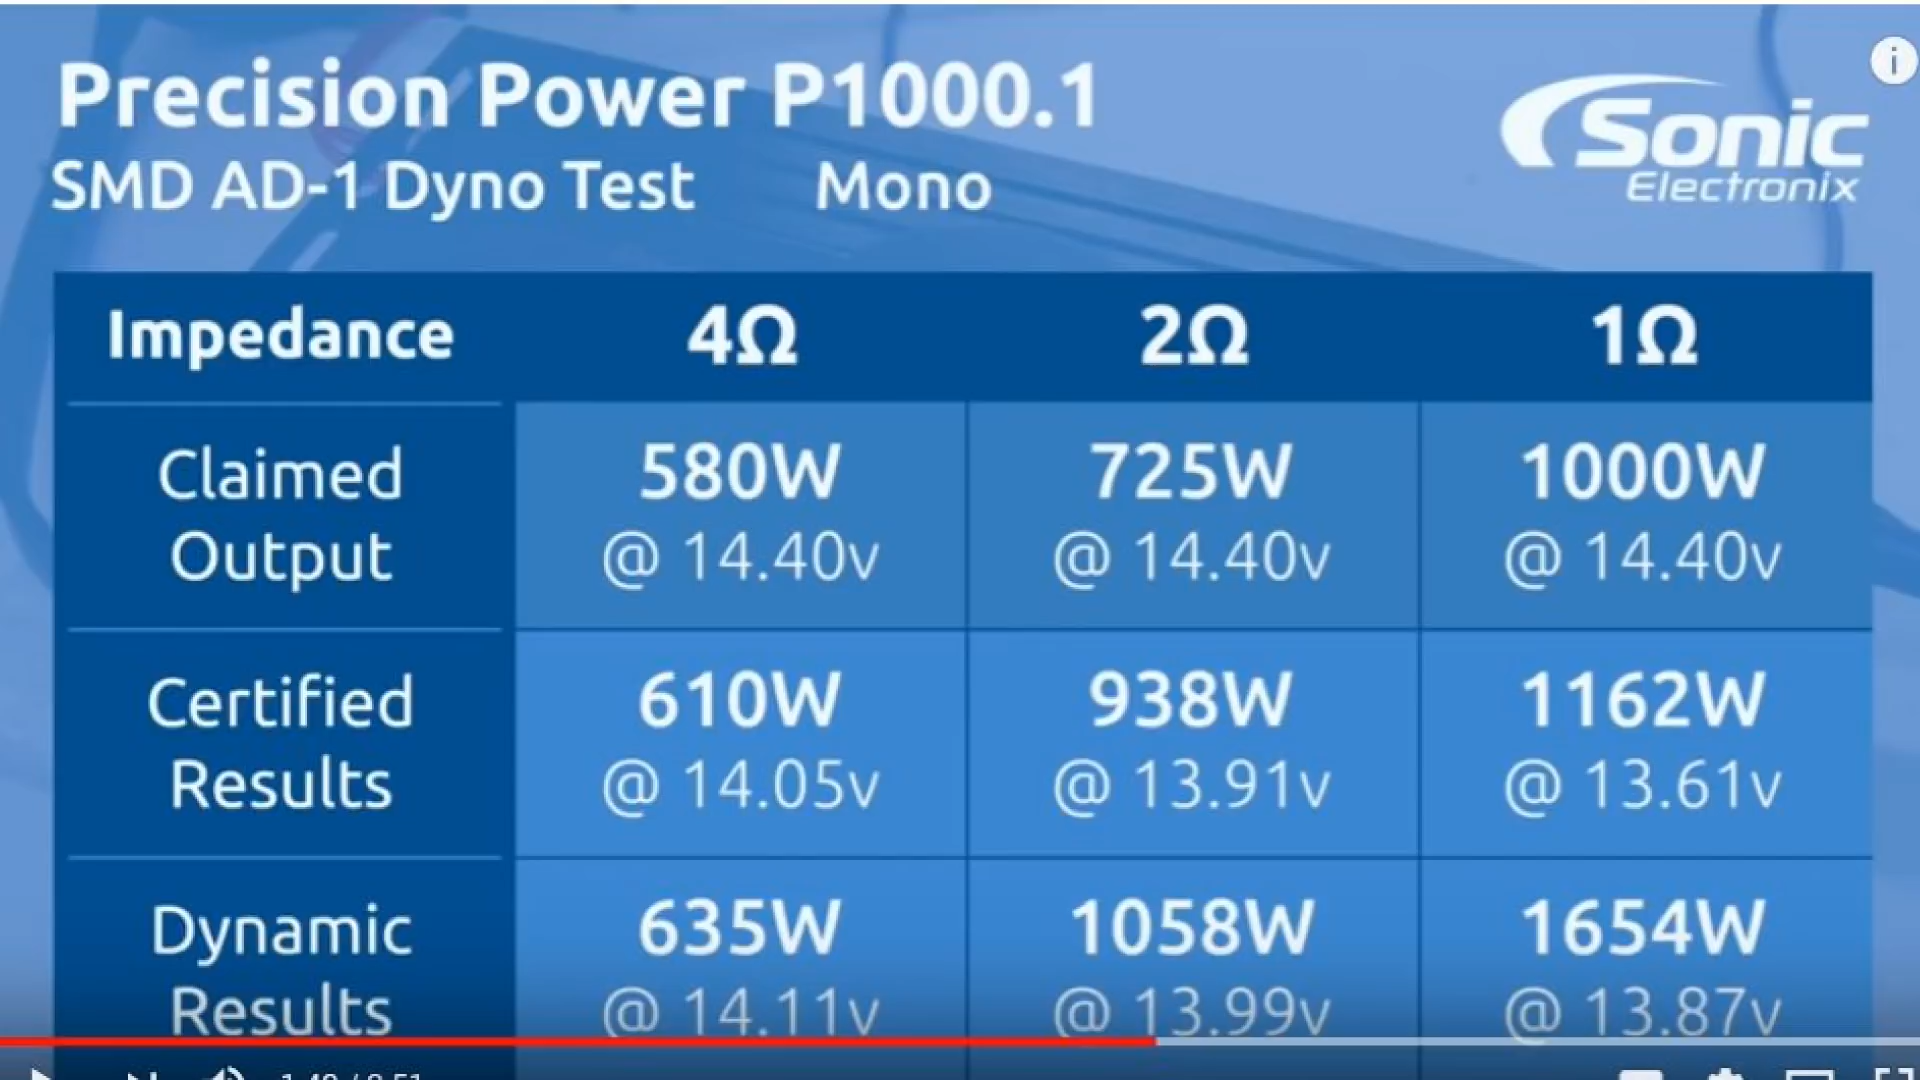 Precision Power P1000.1
SMD AD-1 Dyno Test Mono
Sonic
Electronix
Impedance 4Ω 2Ω 1Ω
Claimed Output 580W 725W 1000W
@ 14.40v @ 14.40v @ 14.40v
Certified Results 610W 938W 1162W
@ 14.05v @ 13.91v @ 13.61v
Dynamic Results 635W 1058W 1654W
@ 14.11v @ 13.99v @ 13.87v